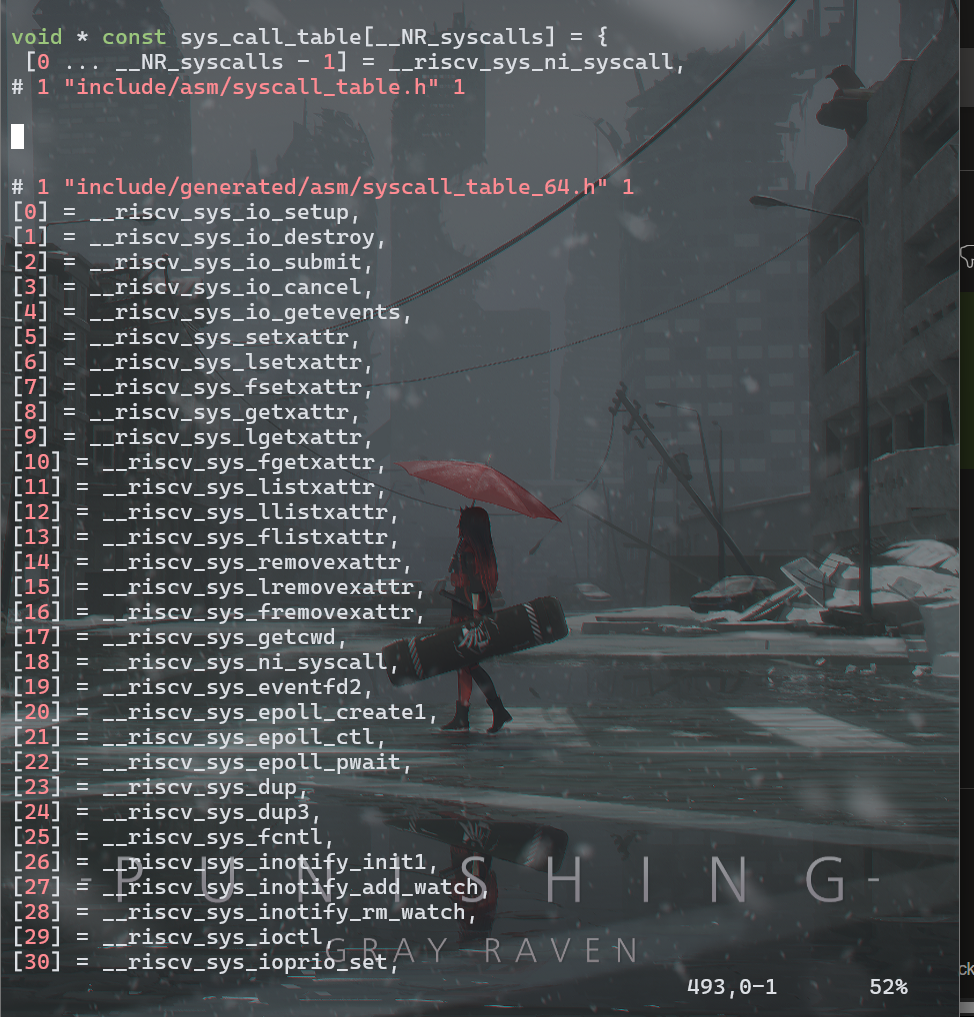 void * const sys_call_table[__NR_syscalls] = {
 [0 ... __NR_syscalls - 1] = __riscv_sys_ni_syscall,
# 1 "include/asm/syscall_table.h" 1
# 1 "include/generated/asm/syscall_table_64.h" 1
[0] = __riscv_sys_io_setup,
[1] = __riscv_sys_io_destroy,
[2] = __riscv_sys_io_submit,
[3] = __riscv_sys_io_cancel,
[4] = __riscv_sys_io_getevents,
[5] = __riscv_sys_setxattr,
[6] = __riscv_sys_lsetxattr,
[7] = __riscv_sys_fsetxattr,
[8] = __riscv_sys_getxattr,
[9] = __riscv_sys_lgetxattr,
[10] = __riscv_sys_fgetxattr,
[11] = __riscv_sys_listxattr,
[12] = __riscv_sys_llistxattr,
[13] = __riscv_sys_flistxattr,
[14] = __riscv_sys_removexattr,
[15] = __riscv_sys_lremovexattr,
[16] = __riscv_sys_fremovexattr,
[17] = __riscv_sys_getcwd,
[18] = __riscv_sys_ni_syscall,
[19] = __riscv_sys_eventfd2,
[20] = __riscv_sys_epoll_create1,
[21] = __riscv_sys_epoll_ctl,
[22] = __riscv_sys_epoll_pwait,
[23] = __riscv_sys_dup,
[24] = __riscv_sys_dup3,
[25] = __riscv_sys_fcntl,
[26] = __riscv_sys_inotify_init1,
[27] = __riscv_sys_inotify_add_watch,
[28] = __riscv_sys_inotify_rm_watch,
[29] = __riscv_sys_ioctl,
[30] = __riscv_sys_ioprio_set,
-PUNISHING-
GRAY RAVEN
493,0-1 52%